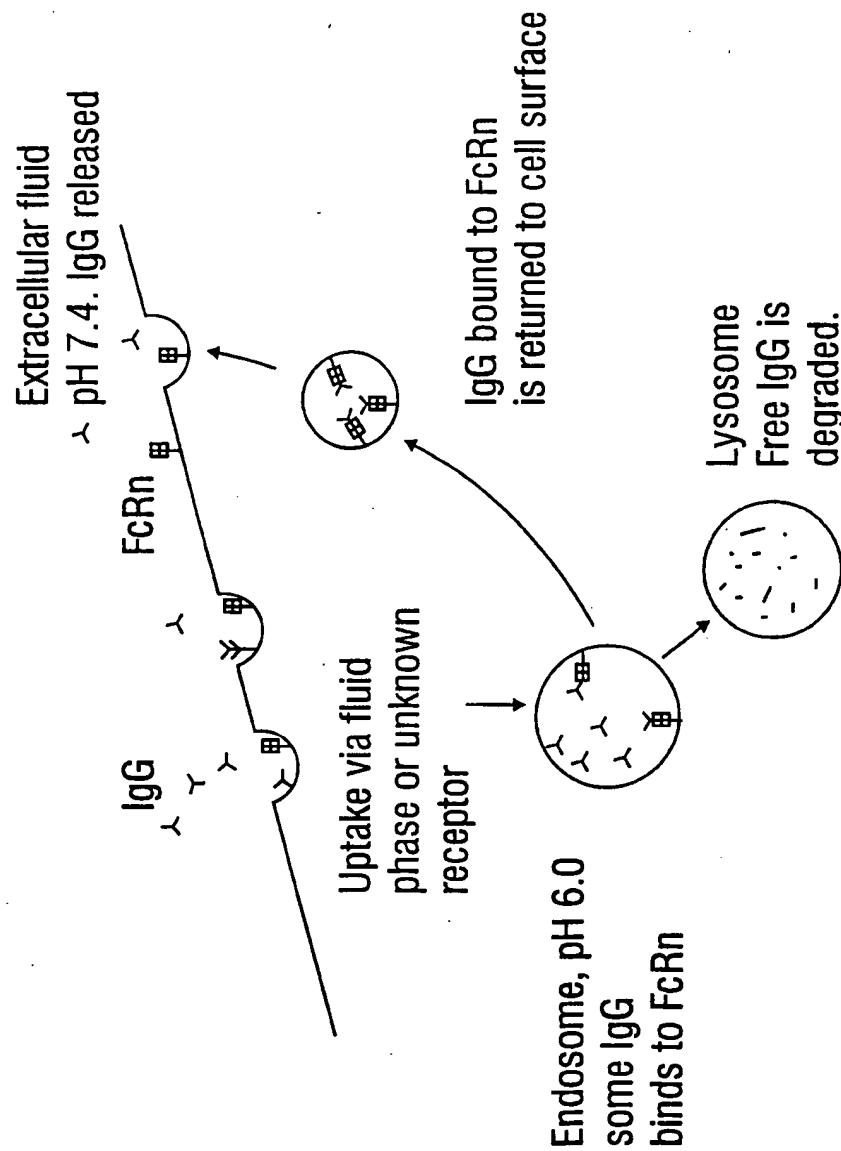 Extracellular fluid
pH 7.4. IgG released
FcRn
IgG
Uptake via fluid
phase or unknown
receptor
IgG bound to FcRn
is returned to cell surface
Endosome, pH 6.0
some IgG
binds to FcRn
Lysosome
Free IgG is
degraded.